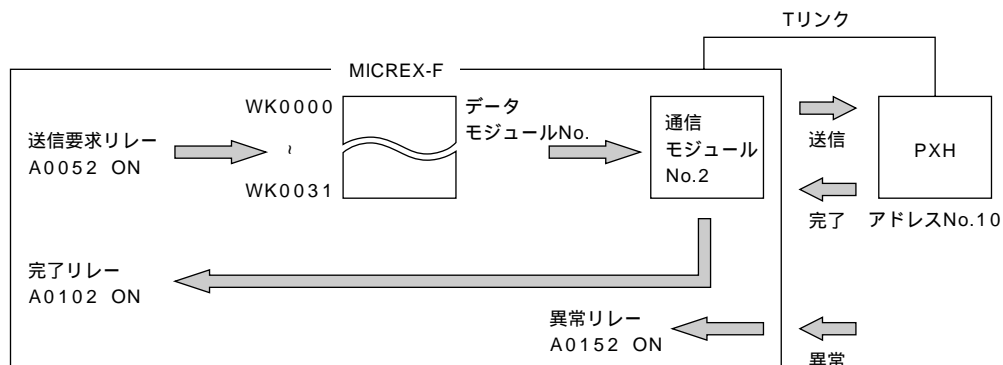 Tリンク
MICREX-F
WK0000
~
WK0031
データ
モジュールNo.
送信要求リレー
A0052 ON
通信
モジュール
No.2
送信
完了
PXH
アドレスNo.10
完了リレー
A0102 ON
異常リレー
A0152 ON
異常